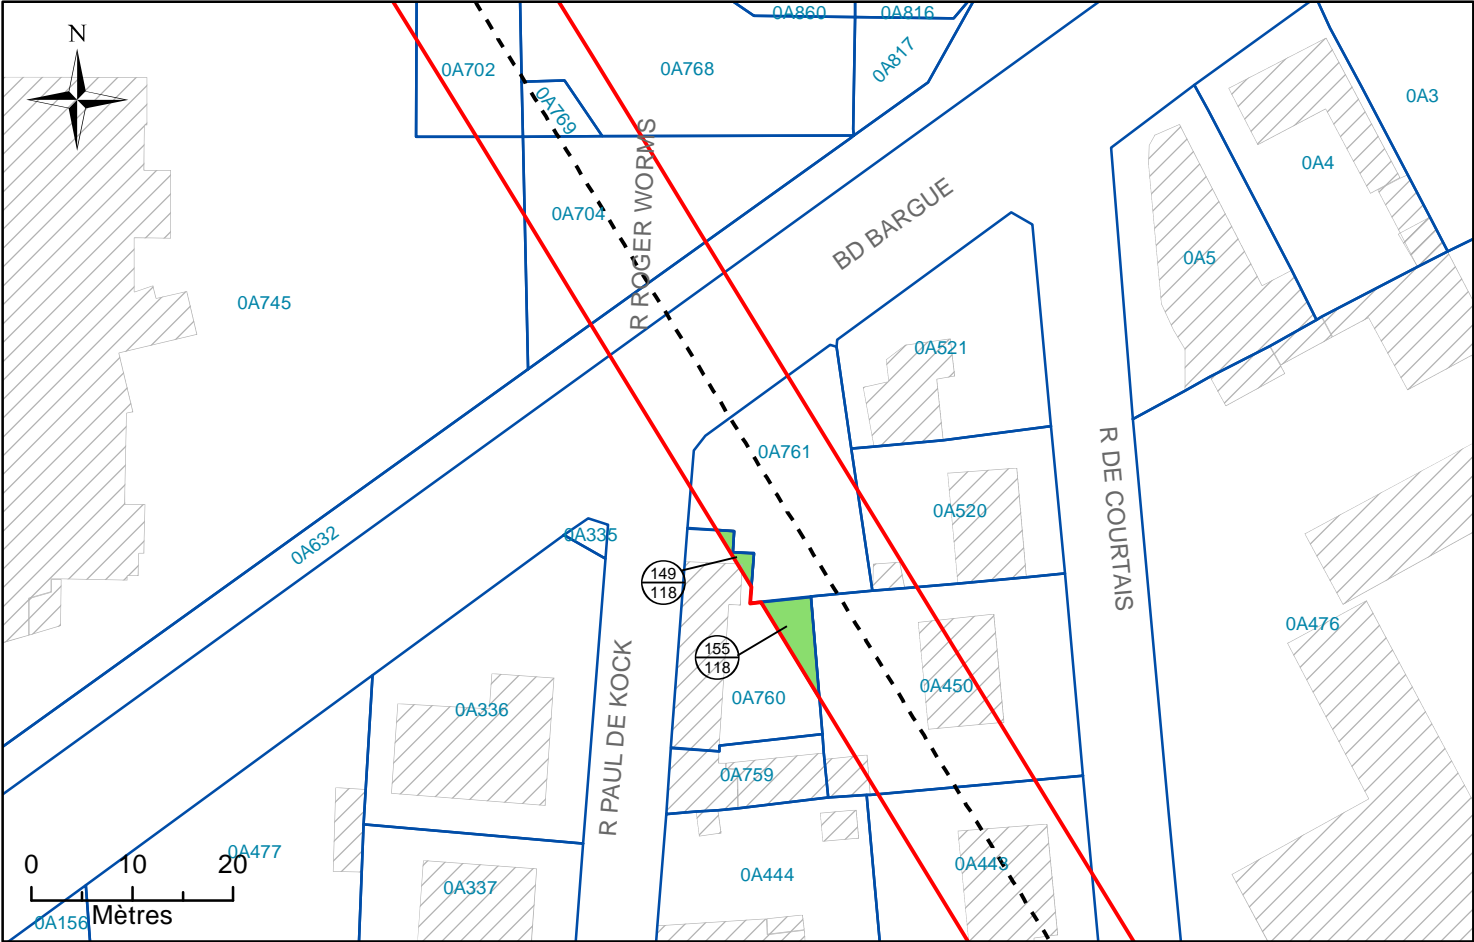 N
0A860
0A816
0A702
0A768
0A817
0A769
0A3
0A4
R ROGER WORMS
0A704
BD BARGUE
0A5
0A745
0A521
0A761
R DE COURTAIS
0A520
0A632
0A335
149
118
0A476
155
118
R PAUL DE KOCK
0A760
0A450
0A336
0A759
0A477
0A337
0A444
0A443
0 10 20
Mètres
0A156